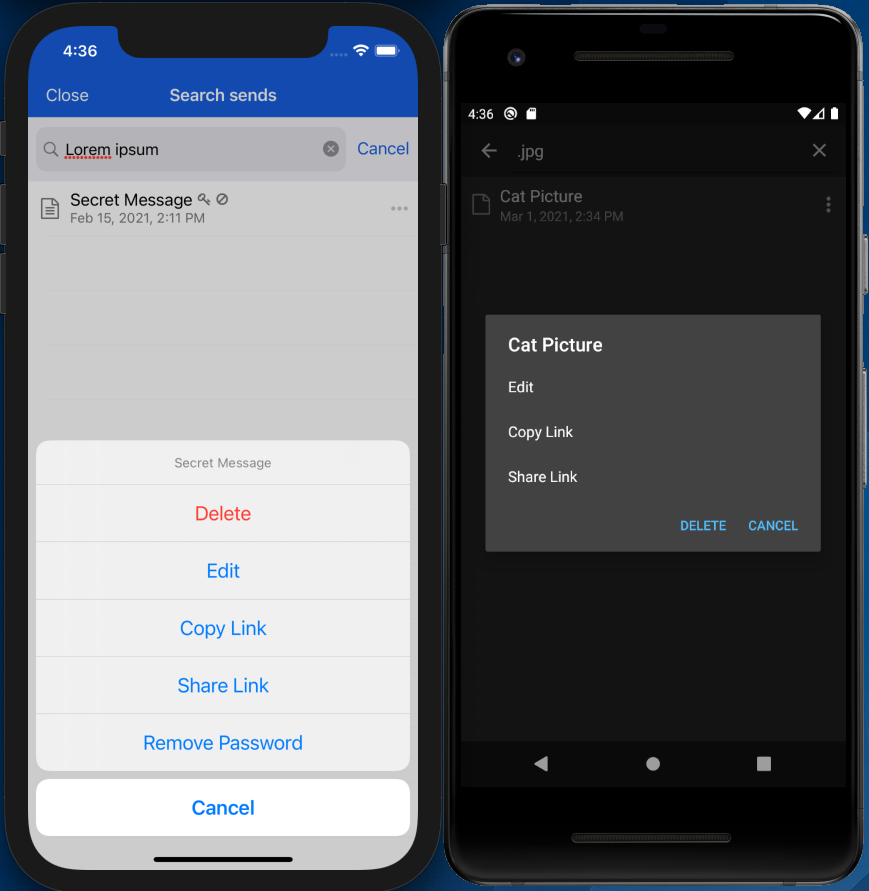 4:36
Close
Search sends
Lorem ipsum
Cancel
Secret Message
Feb 15, 2021, 2:11 PM
Secret Message
Delete
Edit
Copy Link
Share Link
Remove Password
Cancel
4:36
.jpg
Cat Picture
Mar 1, 2021, 2:34 PM
Cat Picture
Edit
Copy Link
Share Link
DELETE CANCEL